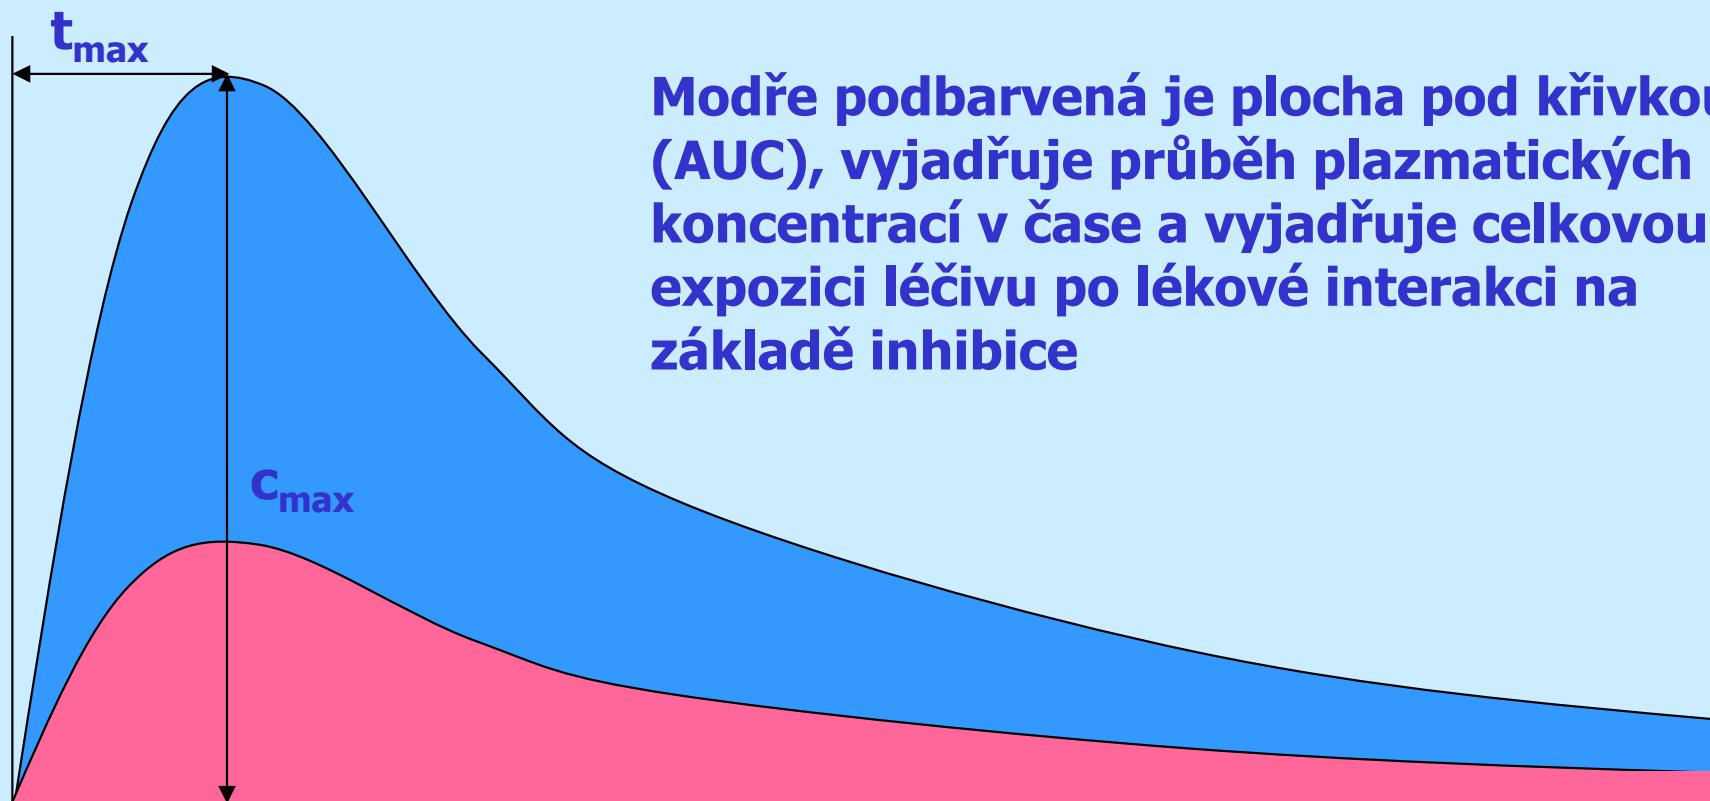 tmax
Modře podbarvená je plocha pod křivkou
(AUC), vyjadřuje průběh plazmatických
koncentrací v čase a vyjadřuje celkovou
expozici léčivu po lékové interakci na
základě inhibice
cmax